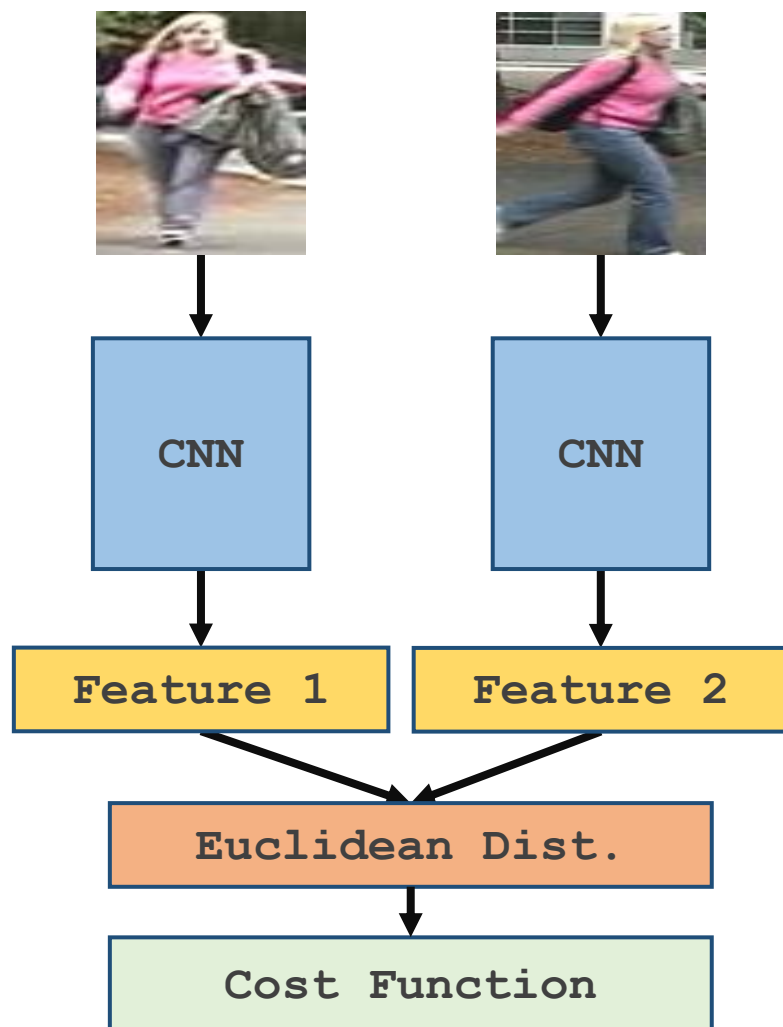 CNN
CNN
Feature 1
Feature 2
Euclidean Dist.
Cost Function